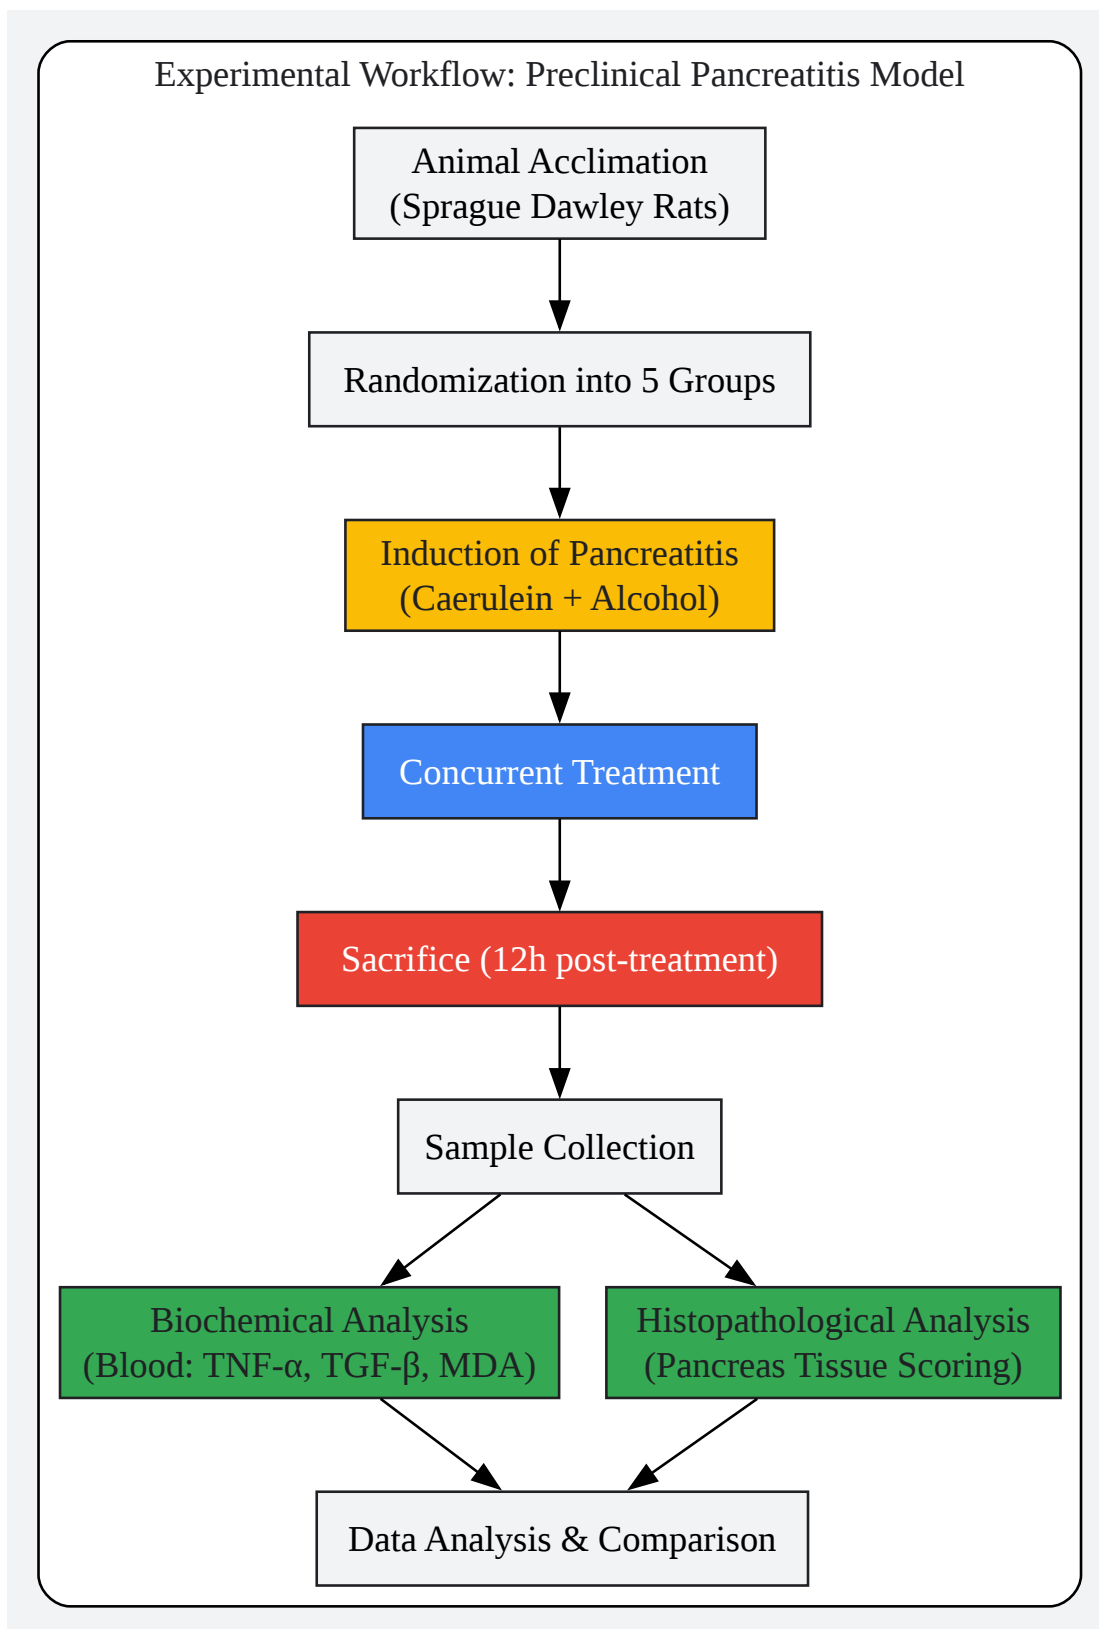 Experimental Workflow: Preclinical Pancreatitis Model
Animal Acclimation
(Sprague Dawley Rats)
Randomization into 5 Groups
Induction of Pancreatitis
(Caerulein + Alcohol)
Concurrent Treatment
Sacrifice (12h post-treatment)
Sample Collection
Biochemical Analysis
(Blood: TNF-α, TGF-β, MDA)
Histopathological Analysis
(Pancreas Tissue Scoring)
Data Analysis & Comparison